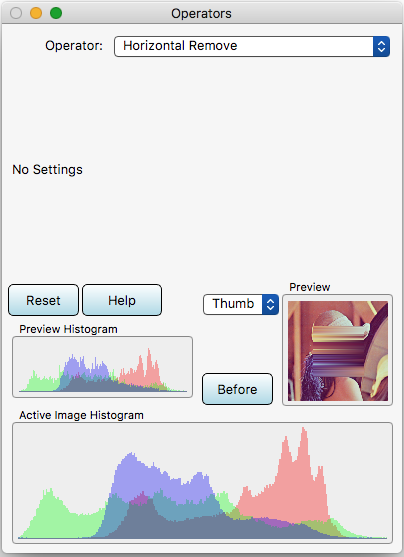 Operators
Operator: Horizontal Remove
No Settings
Reset Help Thumb Preview
Preview Histogram
Before
Active Image Histogram